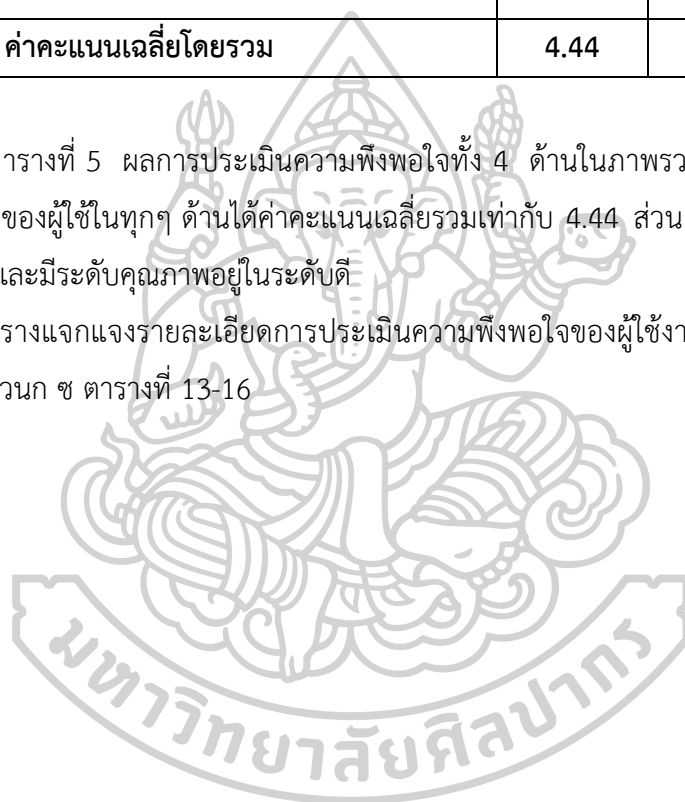 ค่าคะแนนเฉลี่ยโดยรวม 4.44
ารางที่ 5 ผลการประเมินความพึงพอใจทั้ง 4 ด้านในภาพรว
ของผู้ใช้ในทุกๆ ด้านได้ค่าคะแนนเฉลี่ยรวมเท่ากับ 4.44 ส่วน
และมีระดับคุณภาพอยู่ในระดับดี
รางแจกแจงรายละเอียดการประเมินความพึงพอใจของผู้ใช้งา
วนก ซ ตารางที่ 13-16
มหาวิทยาลัยศิลปากร